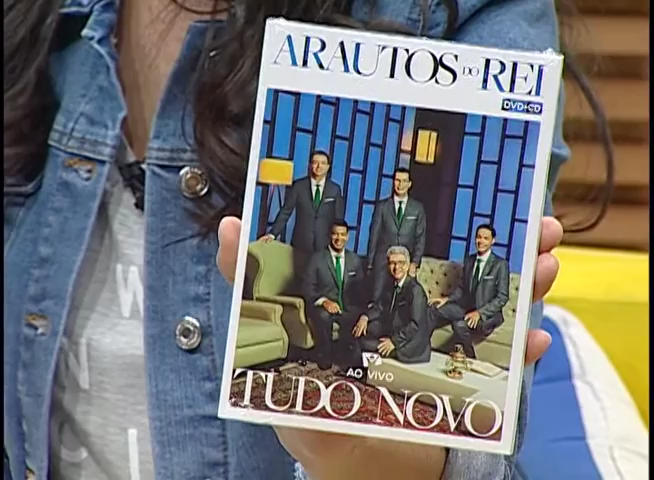 ARAUTOS DO REI
DVD+CD
AO VIVO
TUDO NOVO
W